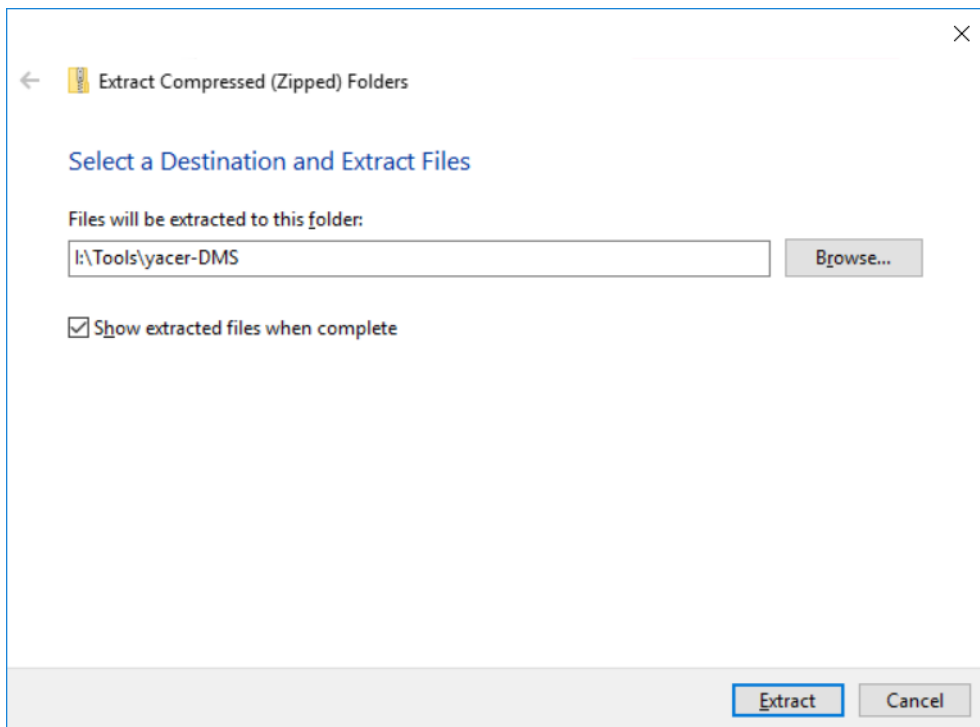 Extract Compressed (Zipped) Folders
Select a Destination and Extract Files
Files will be extracted to this folder:
I:\Tools\yacer-DMS
Browse...
Show extracted files when complete
Extract
Cancel